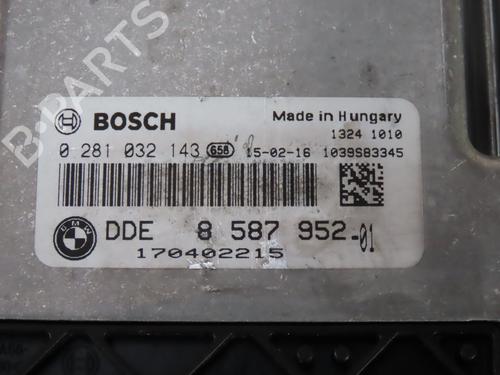 B-PARTS
BOSCH
Made in Hungary
1324 1010
0 281 032 143 658 15-02-16 1039S83345
BMW
DDE 8 587 952-01
170402215